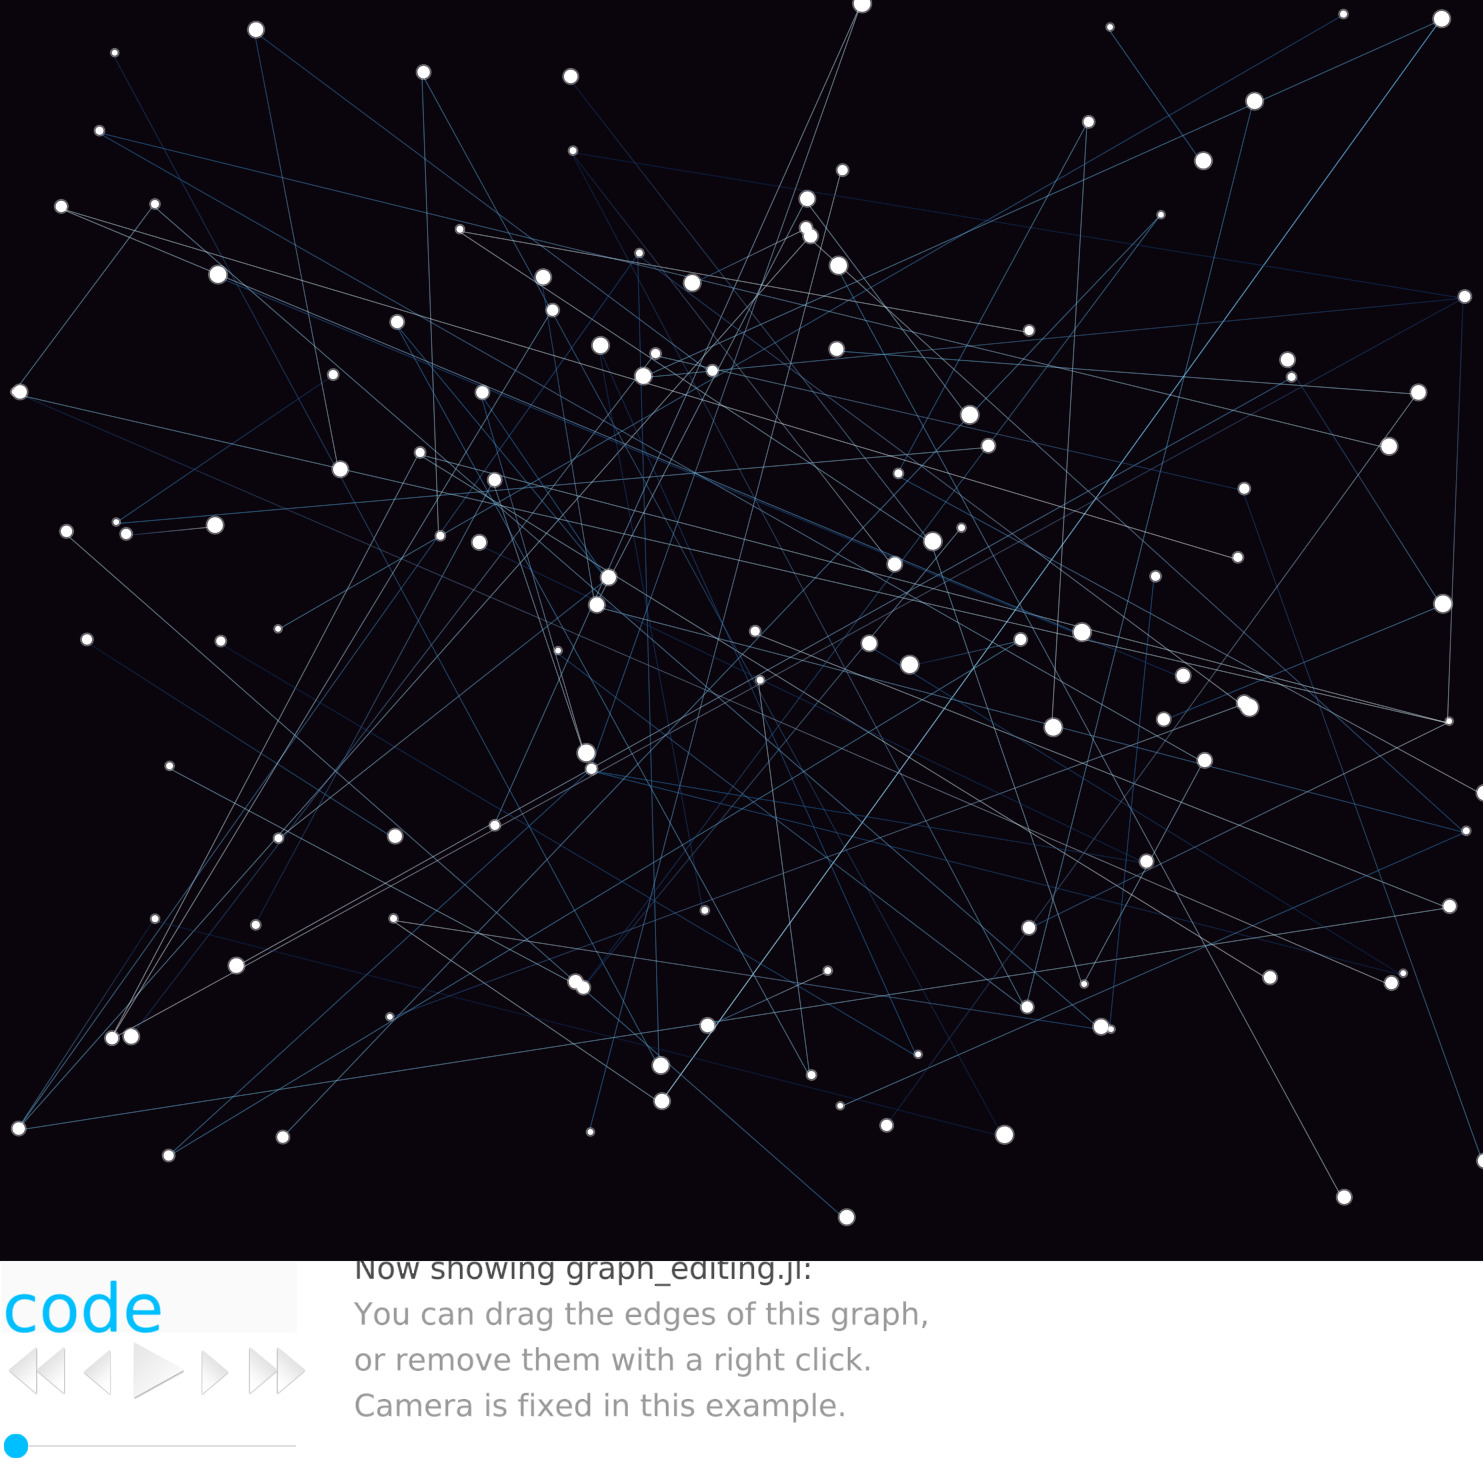 Now showing graph_editing.jl:
code
You can drag the edges of this graph,
or remove them with a right click.
Camera is fixed in this example.